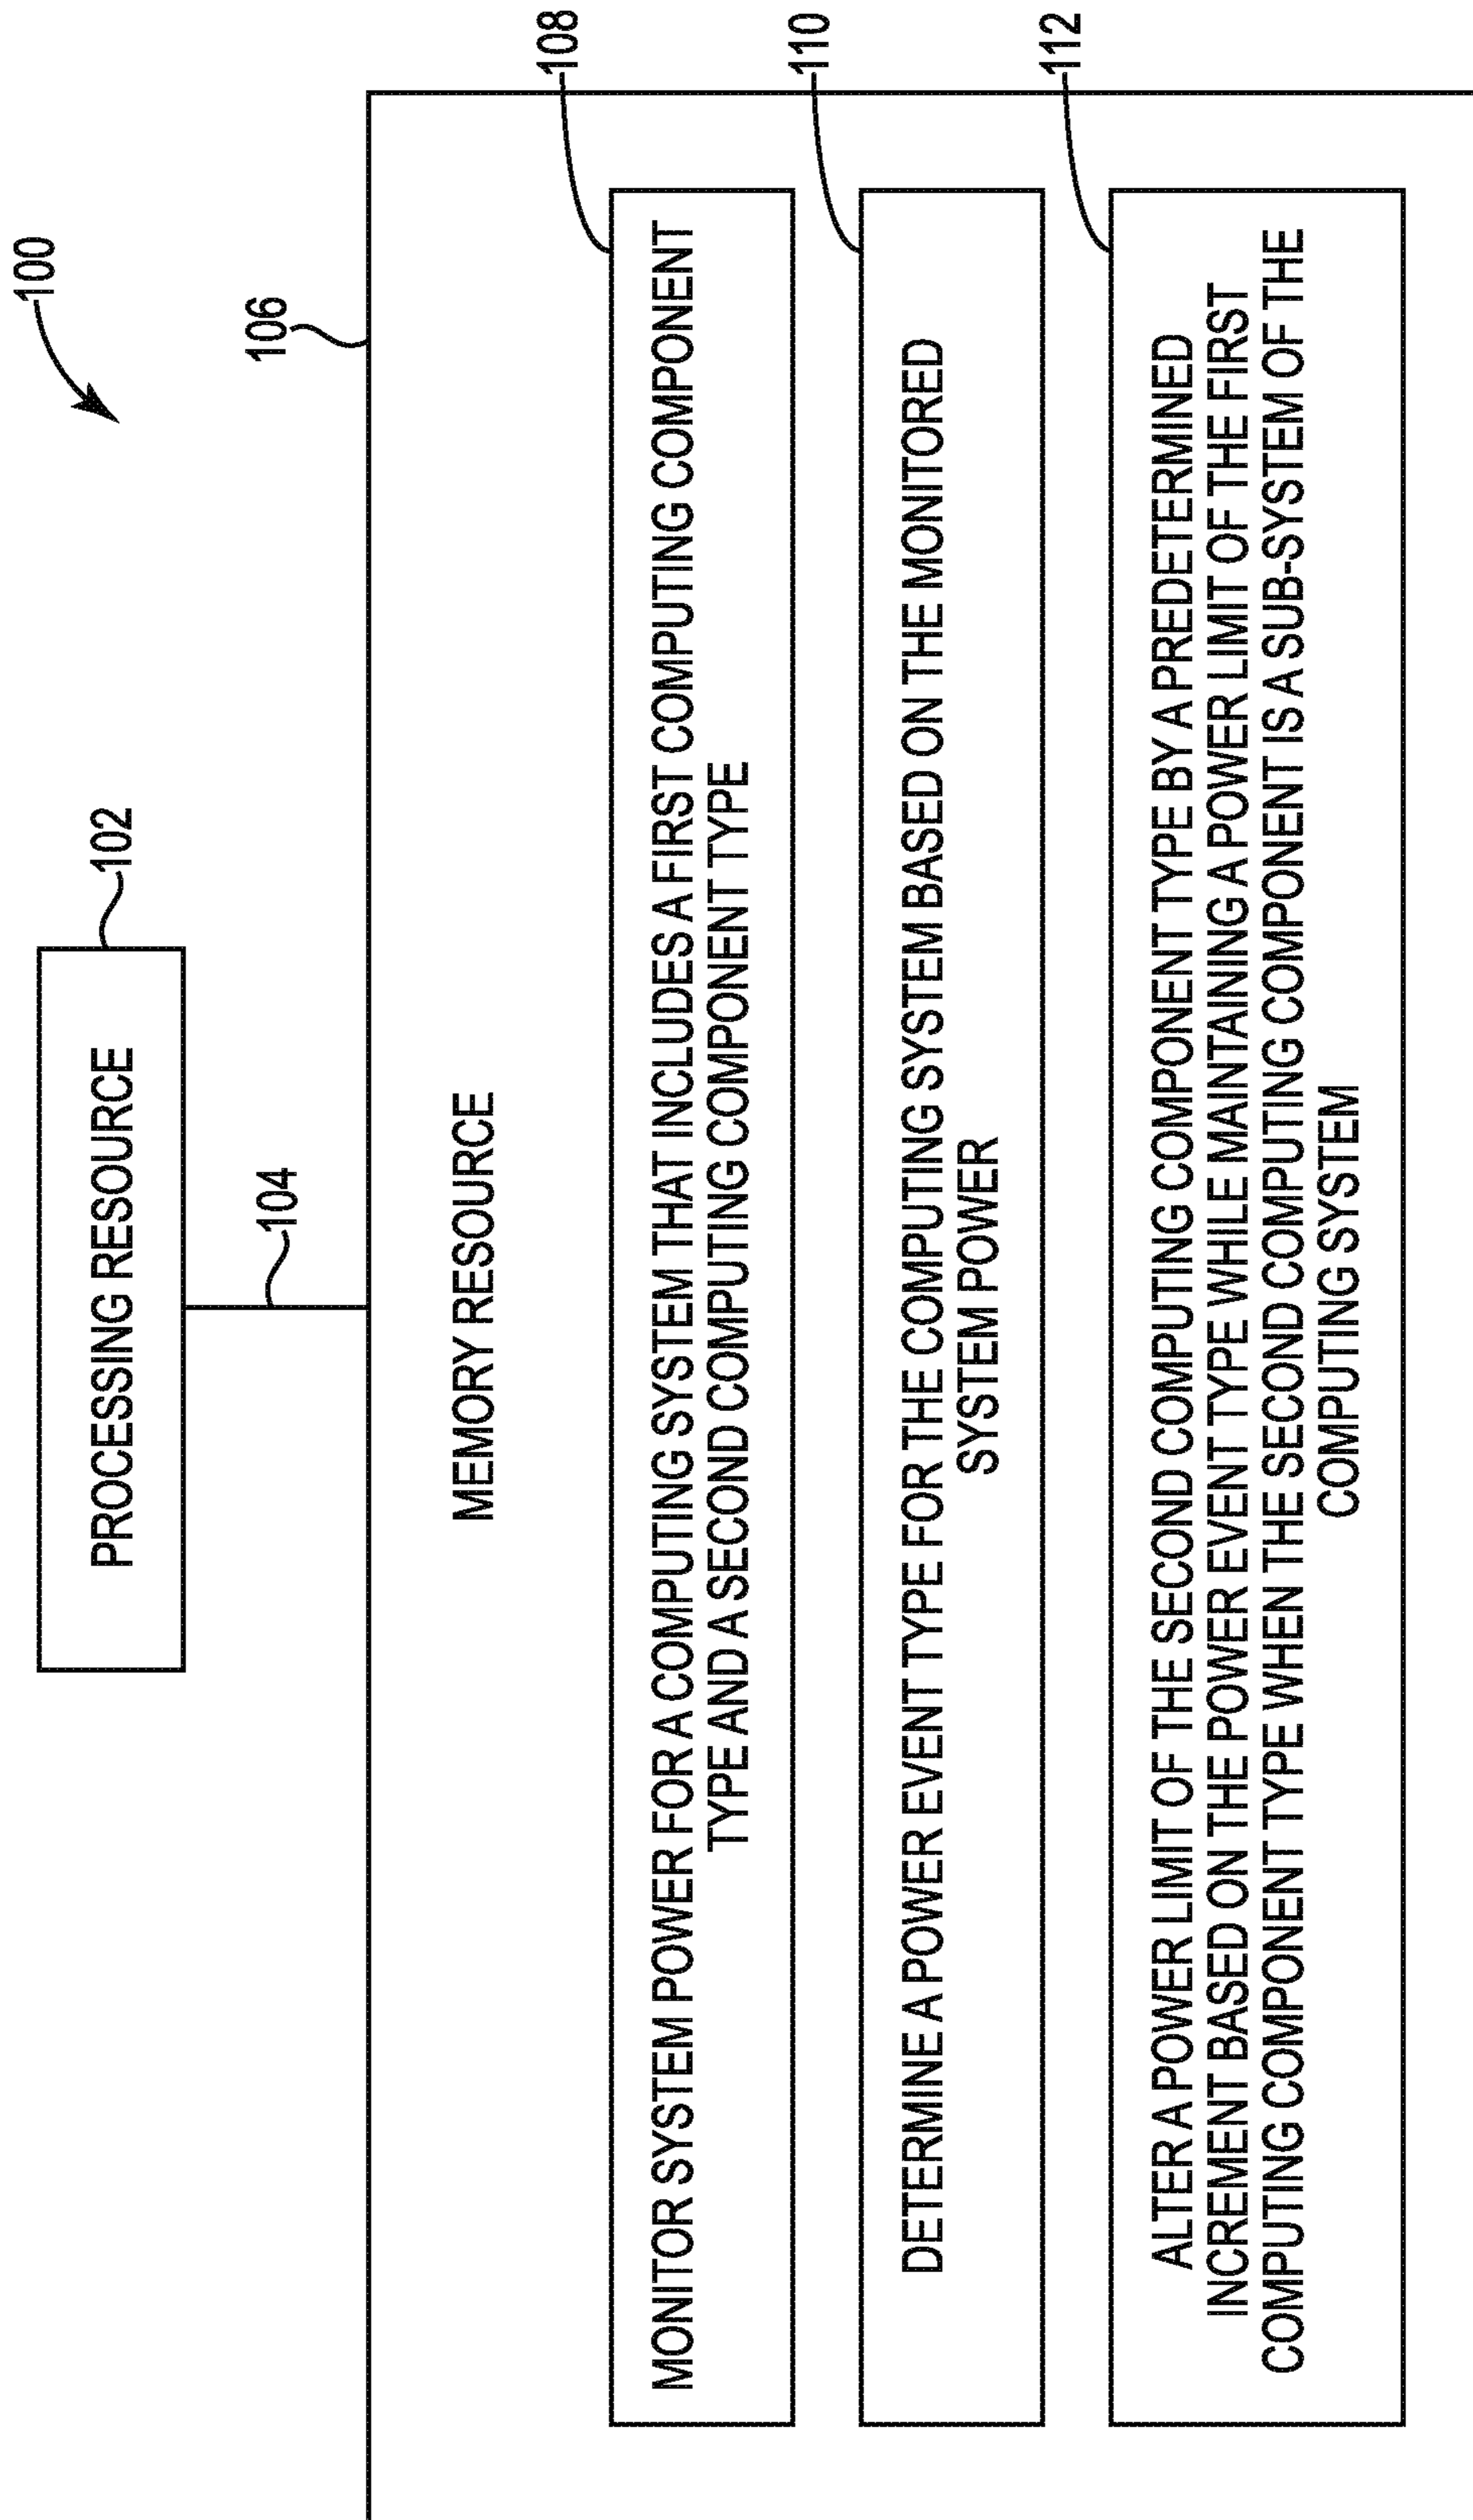 100
PROCESSING RESOURCE
102
104
106
MEMORY RESOURCE
108
MONITOR SYSTEM POWER FOR A COMPUTING SYSTEM THAT INCLUDES A FIRST COMPUTING COMPONENT
TYPE AND A SECOND COMPUTING COMPONENT TYPE
110
DETERMINE A POWER EVENT TYPE FOR THE COMPUTING SYSTEM BASED ON THE MONITORED
SYSTEM POWER
112
ALTER A POWER LIMIT OF THE SECOND COMPUTING COMPONENT TYPE BY A PREDETERMINED
INCREMENT BASED ON THE POWER EVENT TYPE WHILE MAINTAINING A POWER LIMIT OF THE FIRST
COMPUTING COMPONENT TYPE WHEN THE SECOND COMPUTING COMPONENT IS A SUB-SYSTEM OF THE
COMPUTING SYSTEM